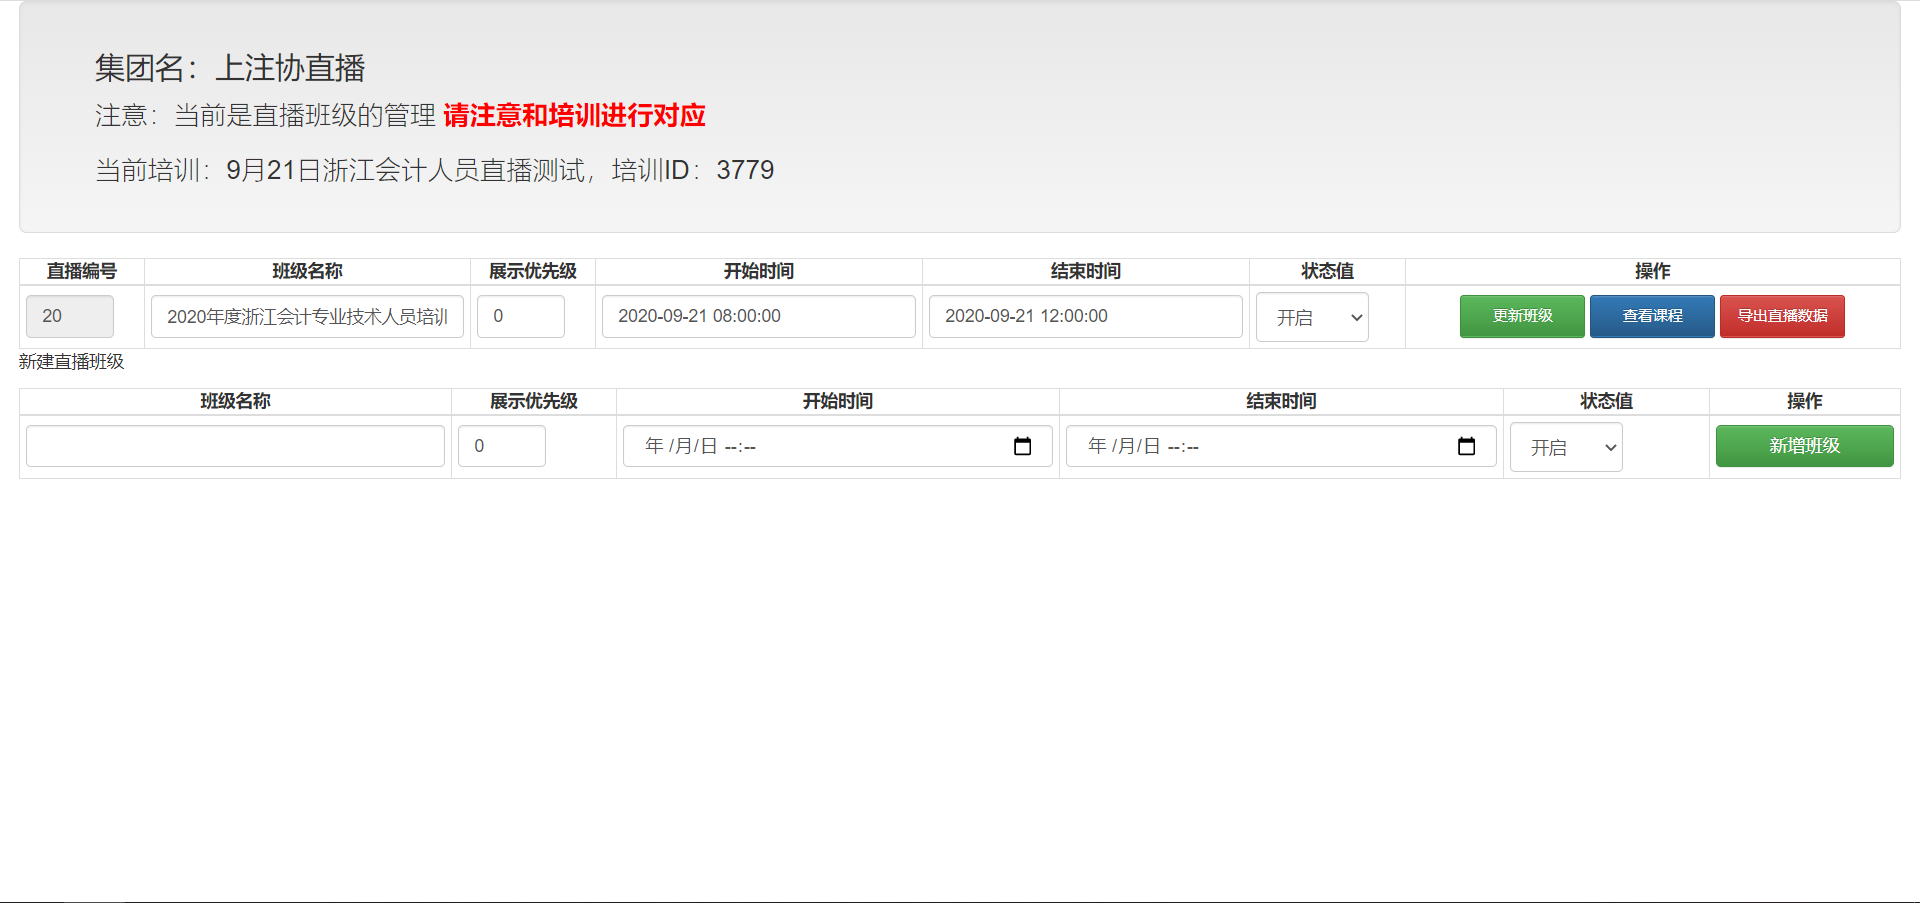 集团名：上注协直播
注意：当前是直播班级的管理 请注意和培训进行对应
当前培训：9月21日浙江会计人员直播测试，培训ID：3779
直播编号 班级名称 展示优先级 开始时间 结束时间 状态值 操作
20 2020年度浙江会计专业技术人员培训 0 2020-09-21 08:00:00 2020-09-21 12:00:00 开启 更新班级 查看课程 导出直播数据
新建直播班级
班级名称 展示优先级 开始时间 结束时间 状态值 操作
0 年 /月/日 --:-- 年 /月/日 --:-- 开启 新增班级